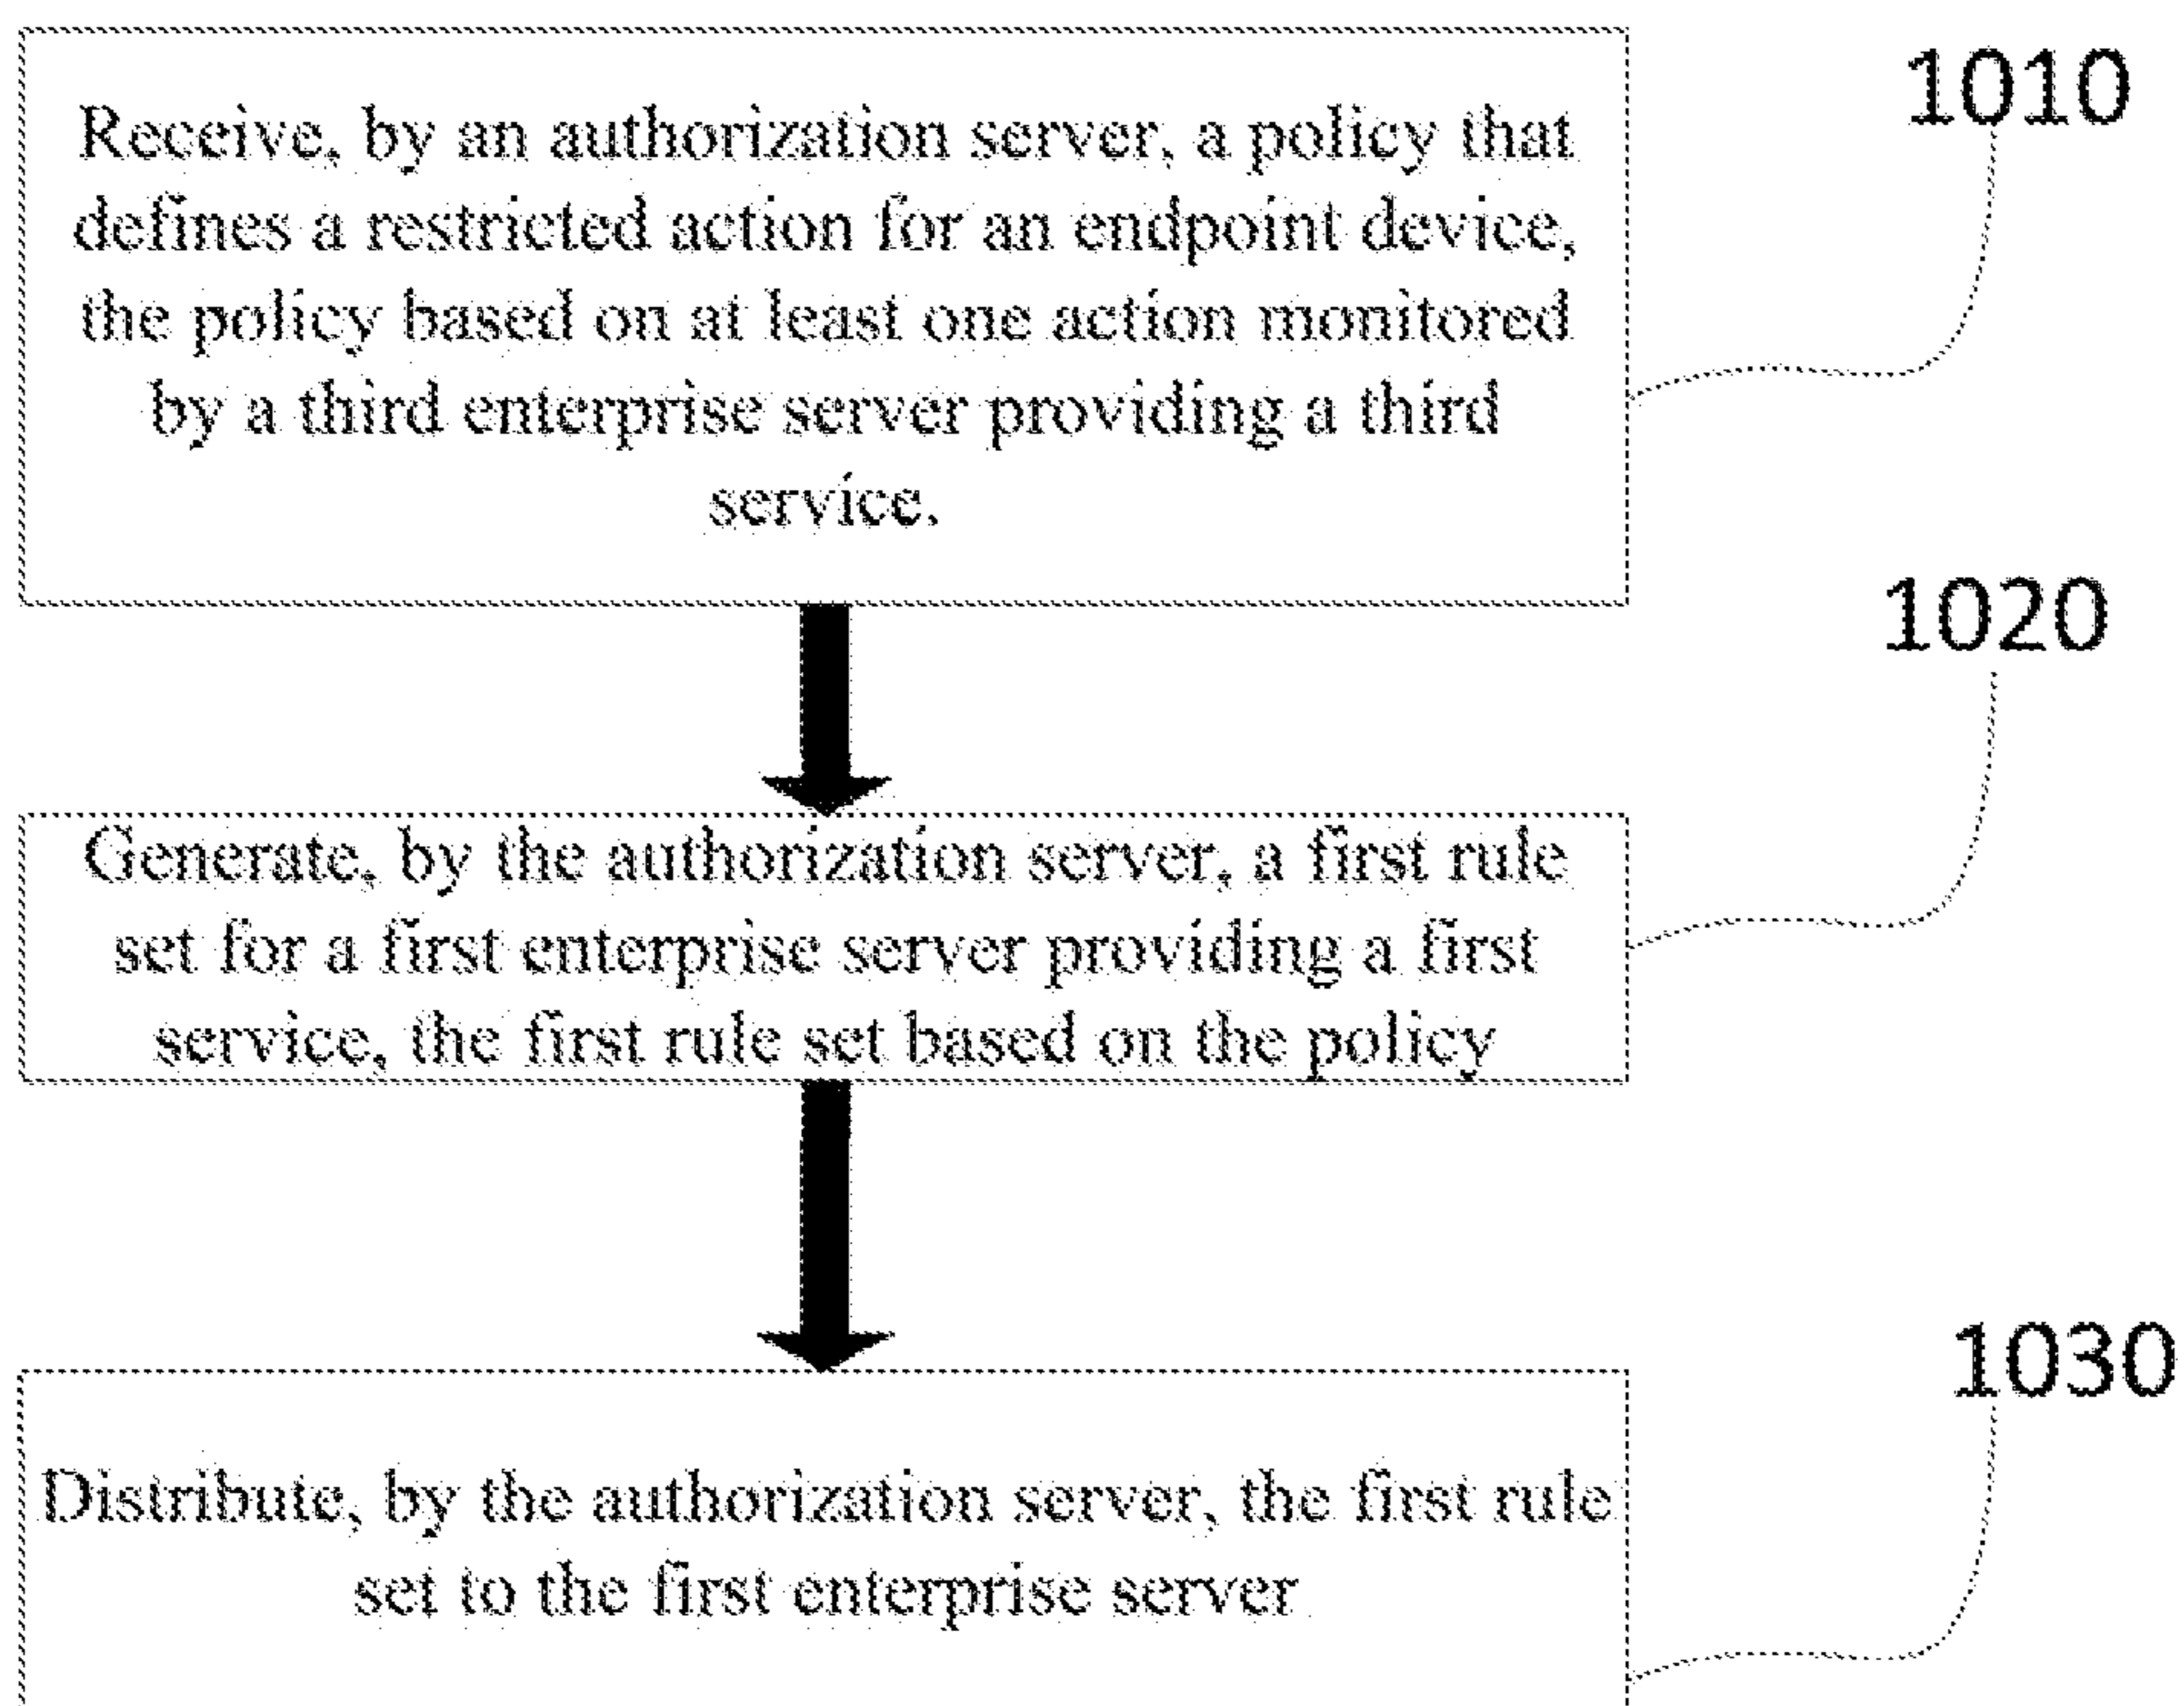 1010
Receive, by an authorization server, a policy that
defines a restricted action for an endpoint device,
the policy based on at least one action monitored
by a third enterprise server providing a third
service.
1020
Generate, by the authorization server, a first rule
set for a first enterprise server providing a first
service, the first rule set based on the policy
1030
Distribute, by the authorization server, the first rule
set to the first enterprise server